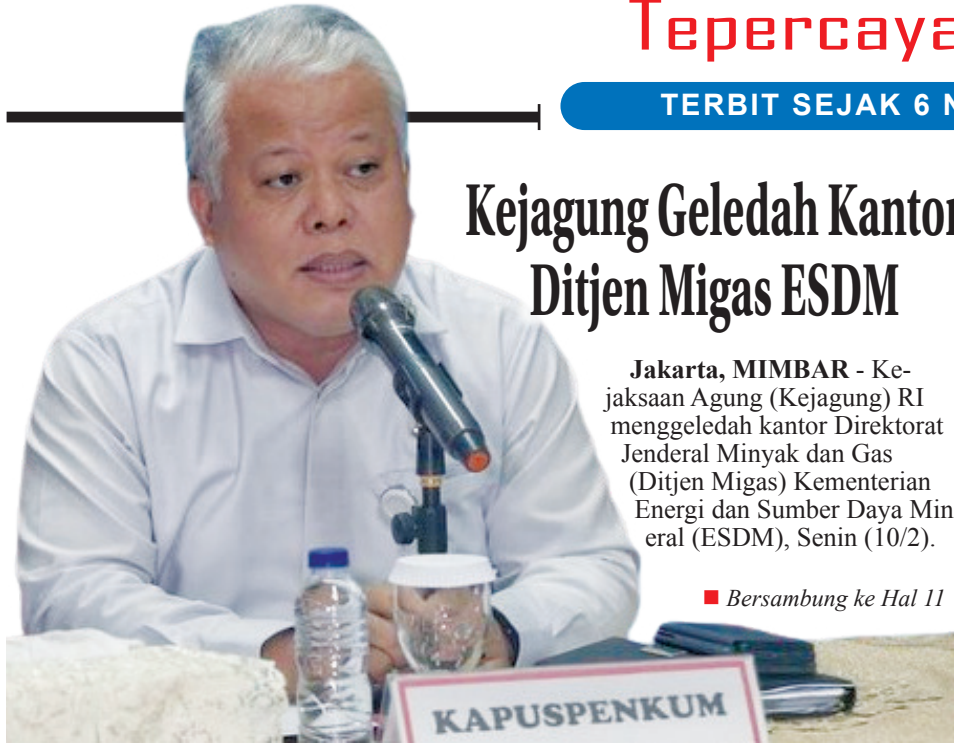 Tepercaya
TERBIT SEJAK 6 N
Kejagung Geledah Kantor
Ditjen Migas ESDM
Jakarta, MIMBAR - Ke-
jaksaan Agung (Kejagung) RI
menggeledah kantor Direktorat
Jenderal Minyak dan Gas
(Ditjen Migas) Kementerian
Energi dan Sumber Daya Min
eral (ESDM), Senin (10/2).
Bersambung ke Hal 11
KAPUSPENKUM